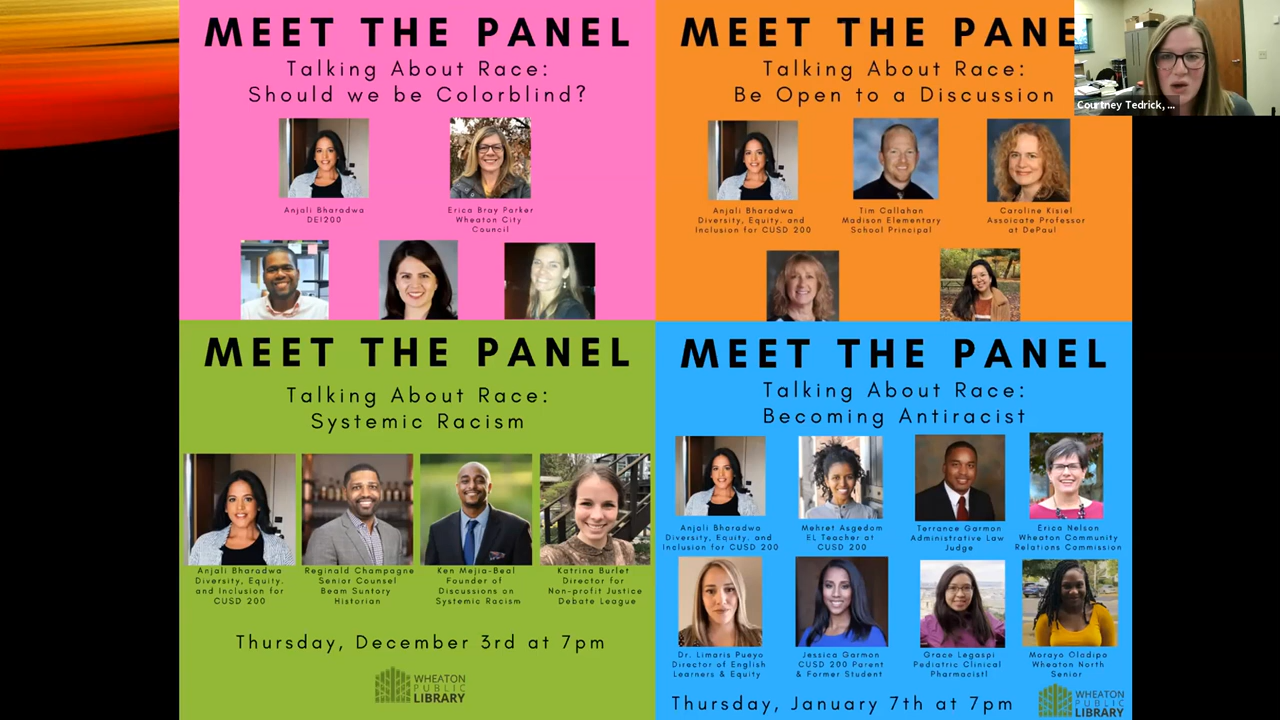 MEET THE PANEL
Talking About Race:
Should we be Colorblind?
Anjali Bharadwa
DEI200
Erica Bray Parker
Wheaton City
Council
MEET THE PANE
Talking About Race:
Be Open to a Discussion
Courtney Tedrick, ...
Anjali Bharadwa
Diversity, Equity, and
Inclusion for CUSD 200
Tim Callahan
Madison Elementary
School Principal
Caroline Kisiel
Assoicate Professor
at DePaul
MEET THE PANEL
Talking About Race:
Systemic Racism
Anjali Bharadwa
Diversity, Equity,
and Inclusion for
CUSD 200
Reginald Champagne
Senior Counsel
Beam Suntory
Historian
Ken Mejia-Beal
Founder of
Discussions on
Systemic Racism
Katrina Burlet
Director for
Non-profit Justice
Debate League
Thursday, December 3rd at 7pm
WHEATON
PUBLIC
LIBRARY
MEET THE PANEL
Talking About Race:
Becoming Antiracist
Anjali Bharadwa
Diversity, Equity, and
Inclusion for CUSD 200
Mehret Asgedom
EL Teacher at
CUSD 200
Terrance Garmon
Administrative Law
Judge
Erica Nelson
Wheaton Community
Relations Commission
Dr. Limaris Pueyo
Director of English
Learners & Equity
Jessica Garmon
CUSD 200 Parent
& Former Student
Grace Legaspi
Pediatric Clinical
Pharmacist1
Moraya Oladipo
Wheaton North
Senior
Thursday, January 7th at 7pm
WHEATON
PUBLIC
LIBRARY